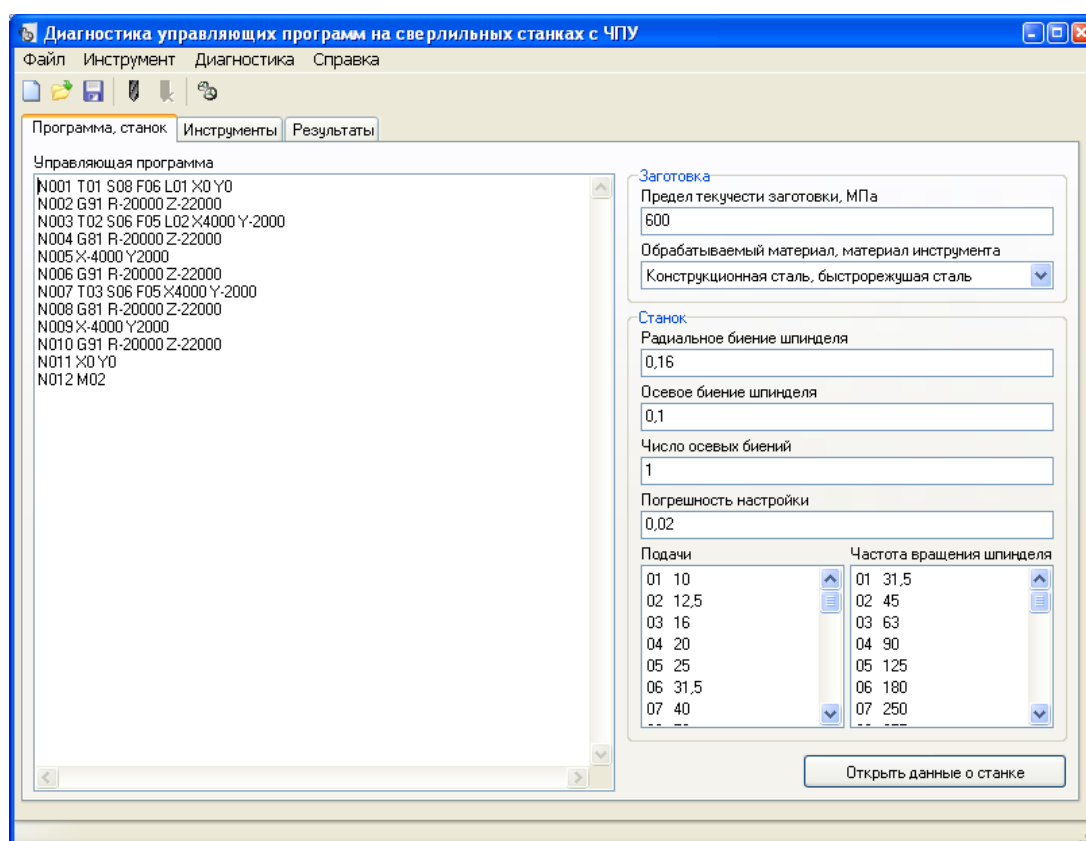 Диагностика управляющих программ на сверлильных станках с ЧПУ
Файл Инструмент Диагностика Справка
Программа, станок Инструменты Результаты
Управляющая программа
N001 T01 S08 F06 L01 X0 Y0
N002 G91 R-20000 Z-22000
N003 T02 S06 F05 L02 X4000 Y-2000
N004 G81 R-20000 Z-22000
N005 X-4000 Y2000
N006 G91 R-20000 Z-22000
N007 T03 S06 F05 X4000 Y-2000
N008 G81 R-20000 Z-22000
N009 X-4000 Y2000
N010 G91 R-20000 Z-22000
N011 X0 Y0
N012 M02
Заготовка
Предел текучести заготовки, МПа
600
Обрабатываемый материал, материал инструмента
Конструкционная сталь, быстрорежушая сталь
Станок
Радиальное биение шпинделя
0,16
Осевое биение шпинделя
0,1
Число осевых биений
1
Погрешность настройки
0,02
Подачи
01 10
02 12,5
03 16
04 20
05 25
06 31,5
07 40
Частота вращения шпинделя
01 31,5
02 45
03 63
04 90
05 125
06 180
07 250
Открыть данные о станке